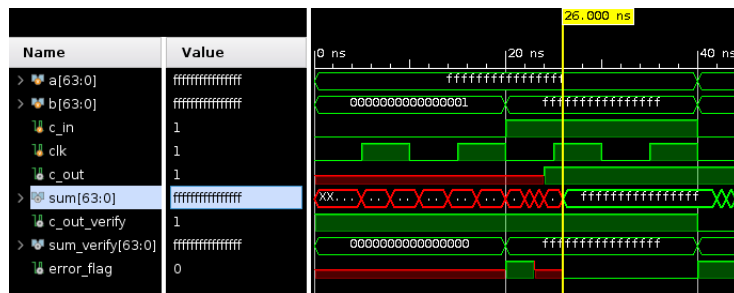 26.000 ns
Name Value 0 ns 20 ns 40 ns
> a[63:0] ffffffffffffffff ffffffffffffffff
> b[63:0] ffffffffffffffff 0000000000000001 ffffffffffffffff
c_in 1
clk 1
c_out 1
> sum[63:0] ffffffffffffffff XX... .. ... .. ... .. . . ffffffffffffffff
c_out_verify 1
> sum_verify[63:0] ffffffffffffffff 0000000000000000 ffffffffffffffff
error_flag 0